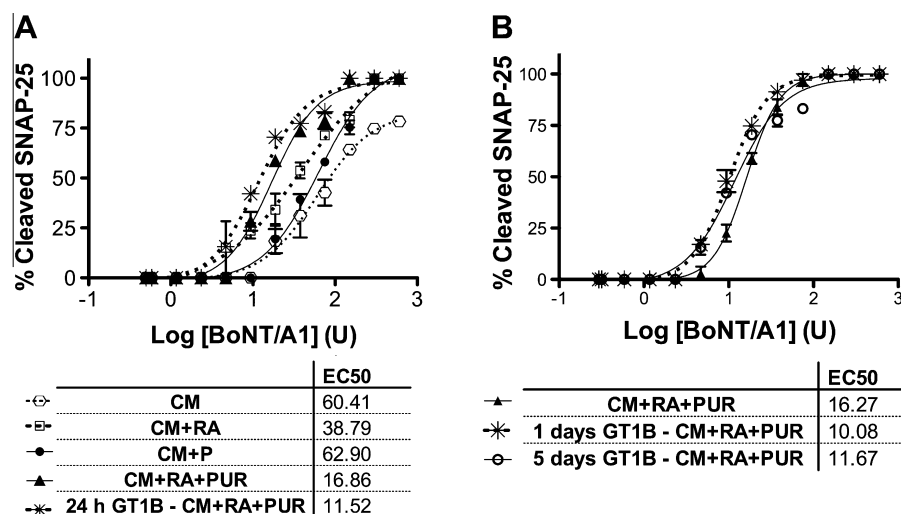 A
% Cleaved SNAP-25
100
75
50
25
0
-1 0 1 2 3
Log [BoNT/A1] (U)
EC50
CM 60.41
CM+RA 38.79
CM+P 62.90
CM+RA+PUR 16.86
24 h GT1B - CM+RA+PUR 11.52
B
% Cleaved SNAP-25
100
75
50
25
0
-1 0 1 2 3
Log [BoNT/A1] (U)
EC50
CM+RA+PUR 16.27
1 days GT1B - CM+RA+PUR 10.08
5 days GT1B - CM+RA+PUR 11.67